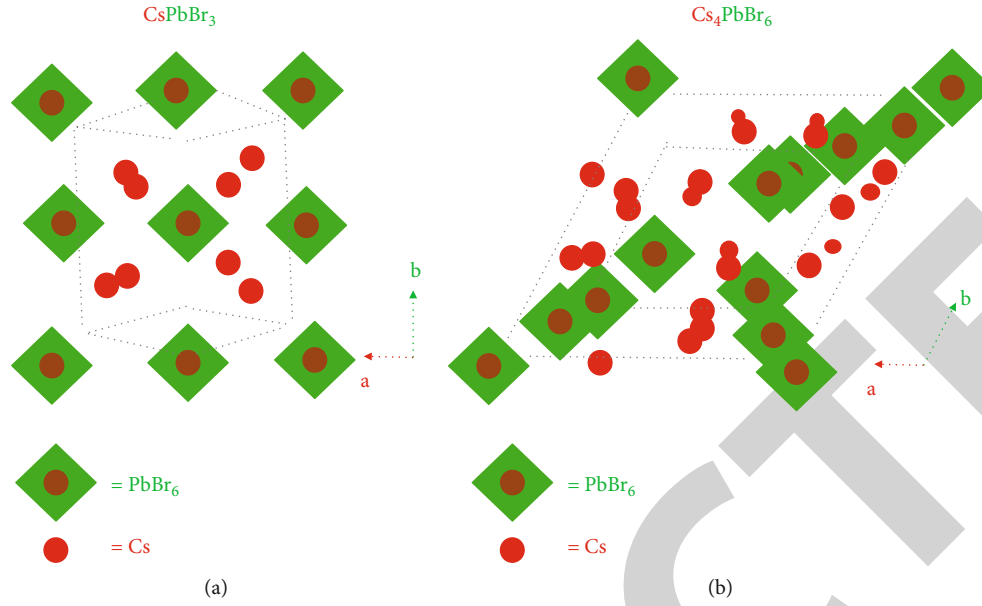 CsPbBr₃
b
a
= PbBr₆
= Cs
(a)
Cs₄PbBr₆
b
a
= PbBr₆
= Cs
(b)